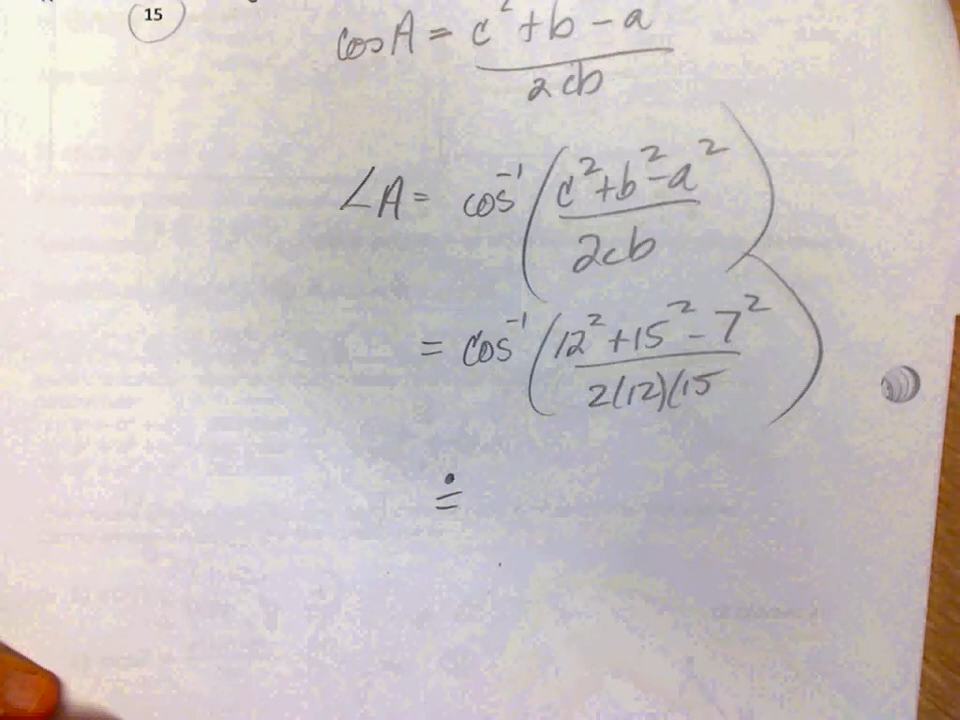 15
cos A = c² + b - a
2cb
∠A = cos⁻¹ ( c² + b² - a²
2cb )
= cos⁻¹ ( 12² + 15² - 7²
2(12)(15 )
≐